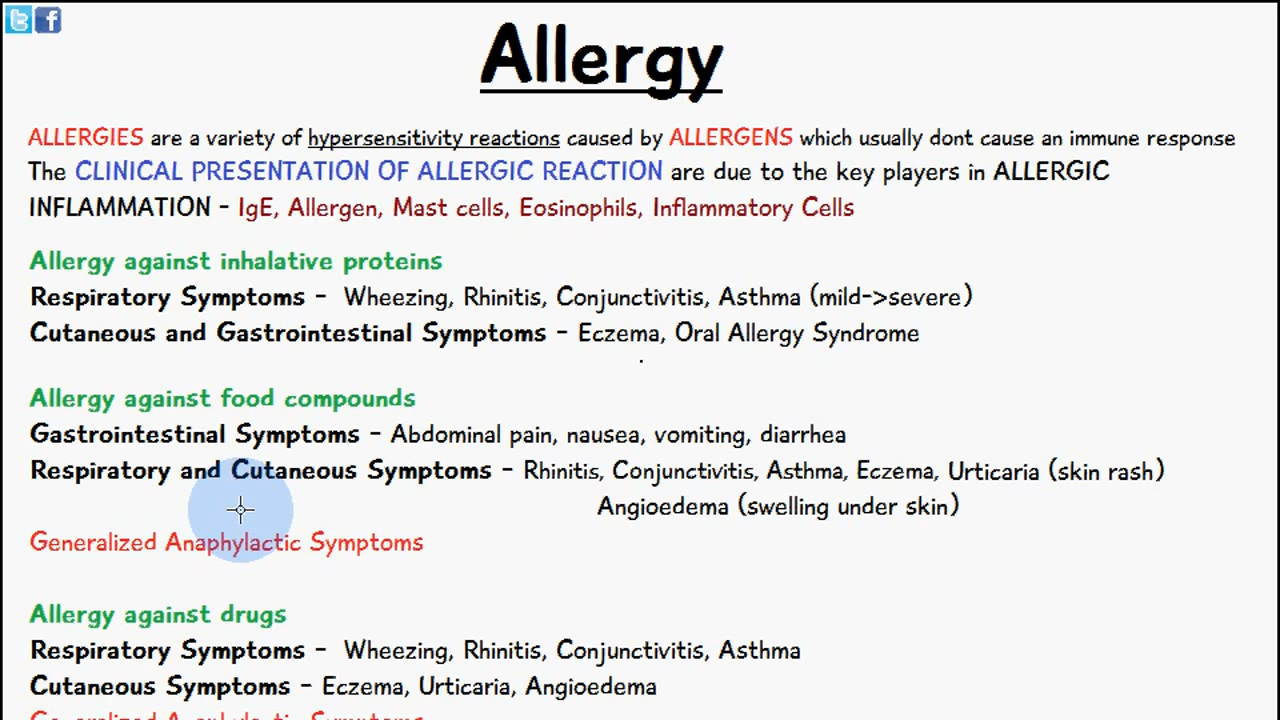 Allergy
ALLERGIES are a variety of hypersensitivity reactions caused by ALLERGENS which usually dont cause an immune response
The CLINICAL PRESENTATION OF ALLERGIC REACTION are due to the key players in ALLERGIC
INFLAMMATION - IgE, Allergen, Mast cells, Eosinophils, Inflammatory Cells
Allergy against inhalative proteins
Respiratory Symptoms - Wheezing, Rhinitis, Conjunctivitis, Asthma (mild->severe)
Cutaneous and Gastrointestinal Symptoms - Eczema, Oral Allergy Syndrome
Allergy against food compounds
Gastrointestinal Symptoms - Abdominal pain, nausea, vomiting, diarrhea
Respiratory and Cutaneous Symptoms - Rhinitis, Conjunctivitis, Asthma, Eczema, Urticaria (skin rash)
Angioedema (swelling under skin)
Generalized Anaphylactic Symptoms
Allergy against drugs
Respiratory Symptoms - Wheezing, Rhinitis, Conjunctivitis, Asthma
Cutaneous Symptoms - Eczema, Urticaria, Angioedema